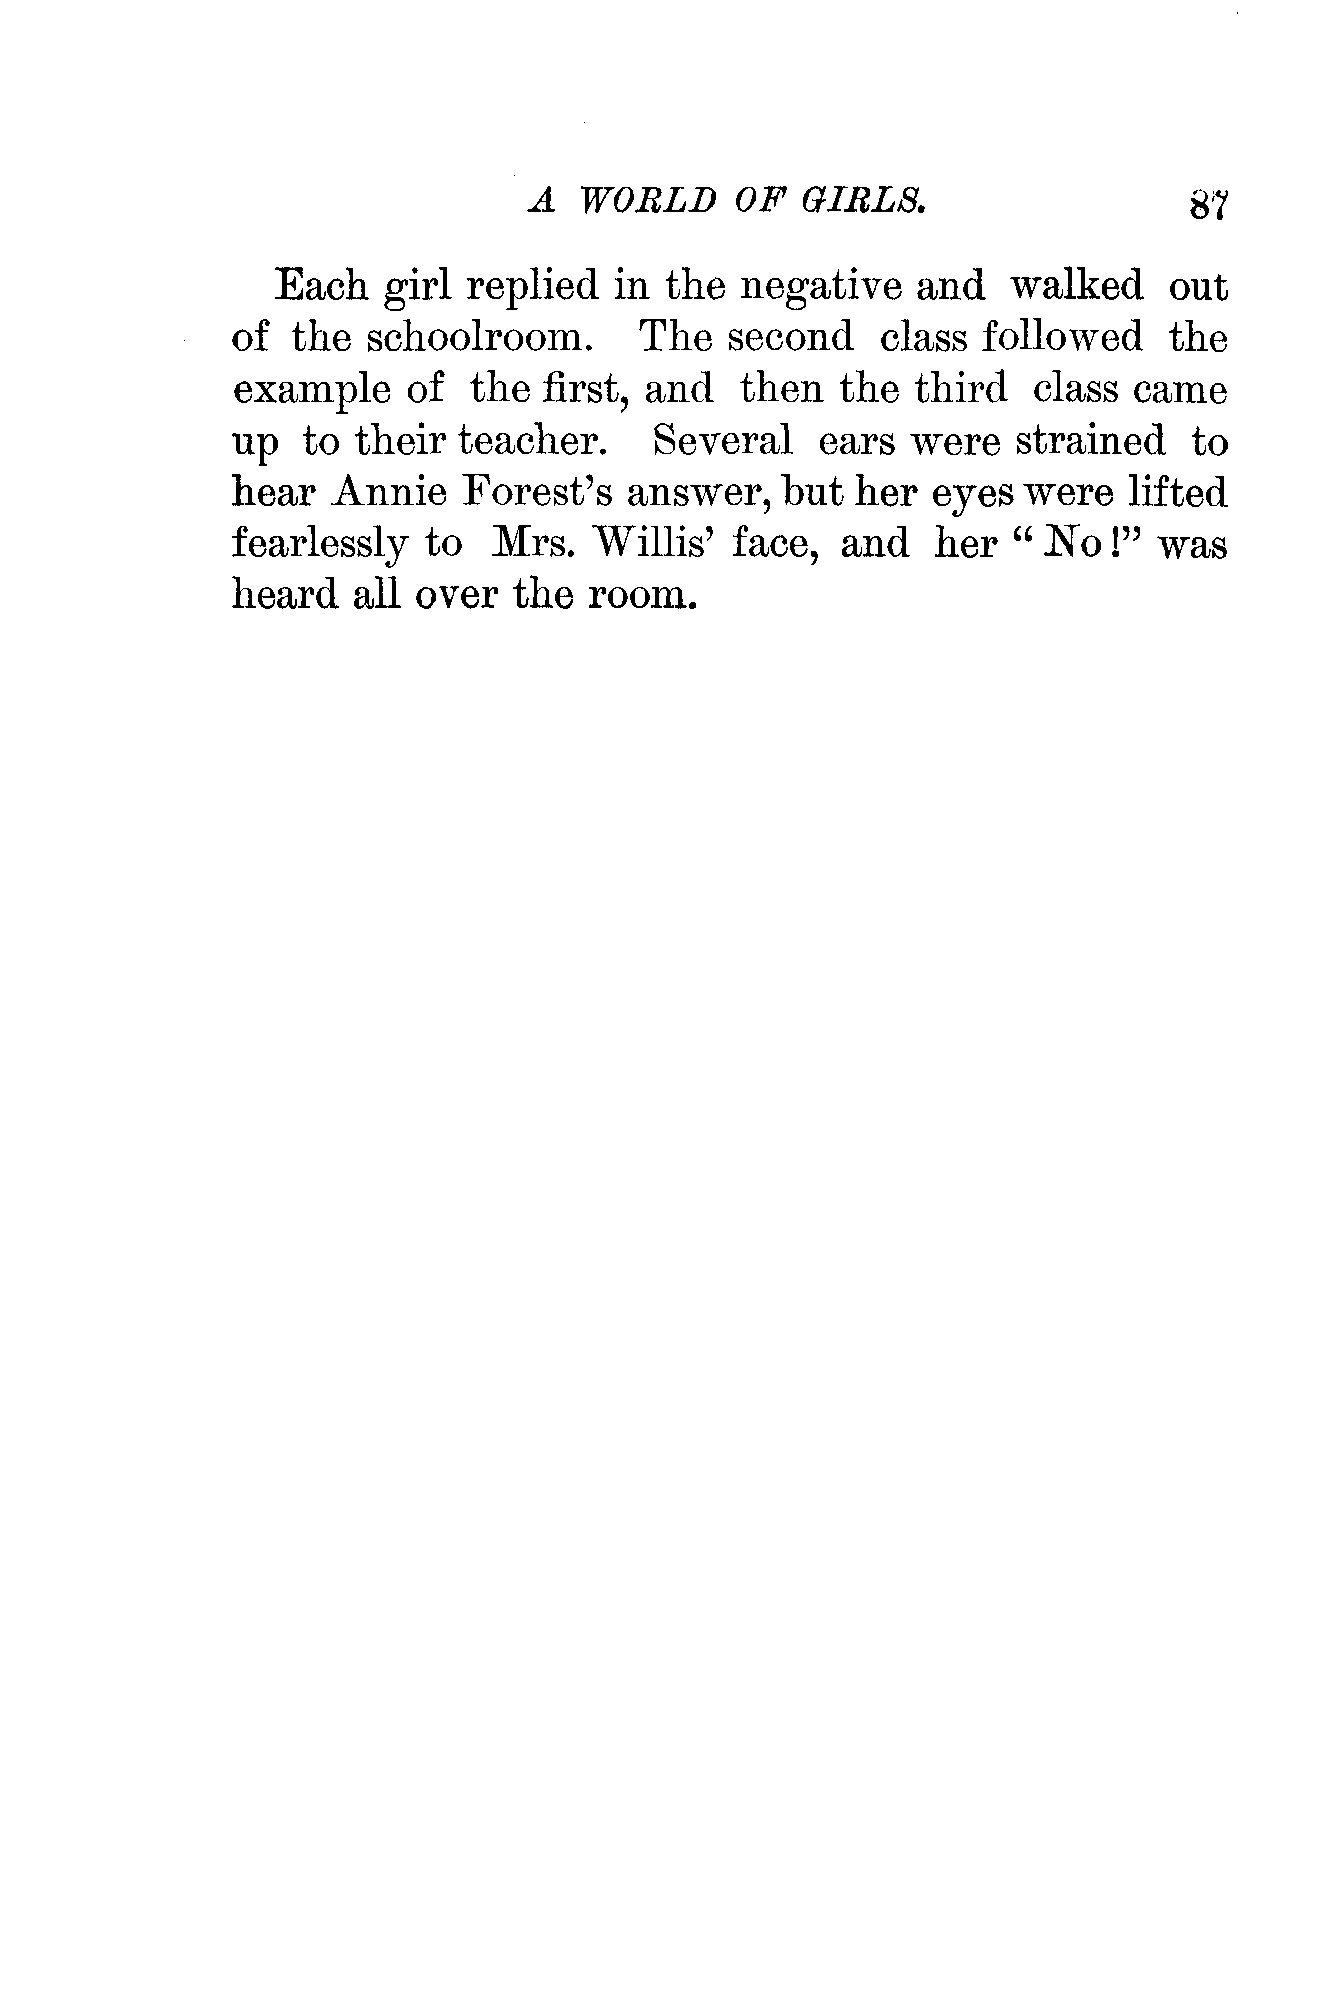 A WORLD OF GIRLS. 87
Each girl replied in the negative and walked out
of the schoolroom. The second class followed the
example of the first, and then the third class came
up to their teacher. Several ears were strained to
hear Annie Forest's answer, but her eyes were lifted
fearlessly to Mrs. Willis' face, and her “ No !” was
heard all over the room.